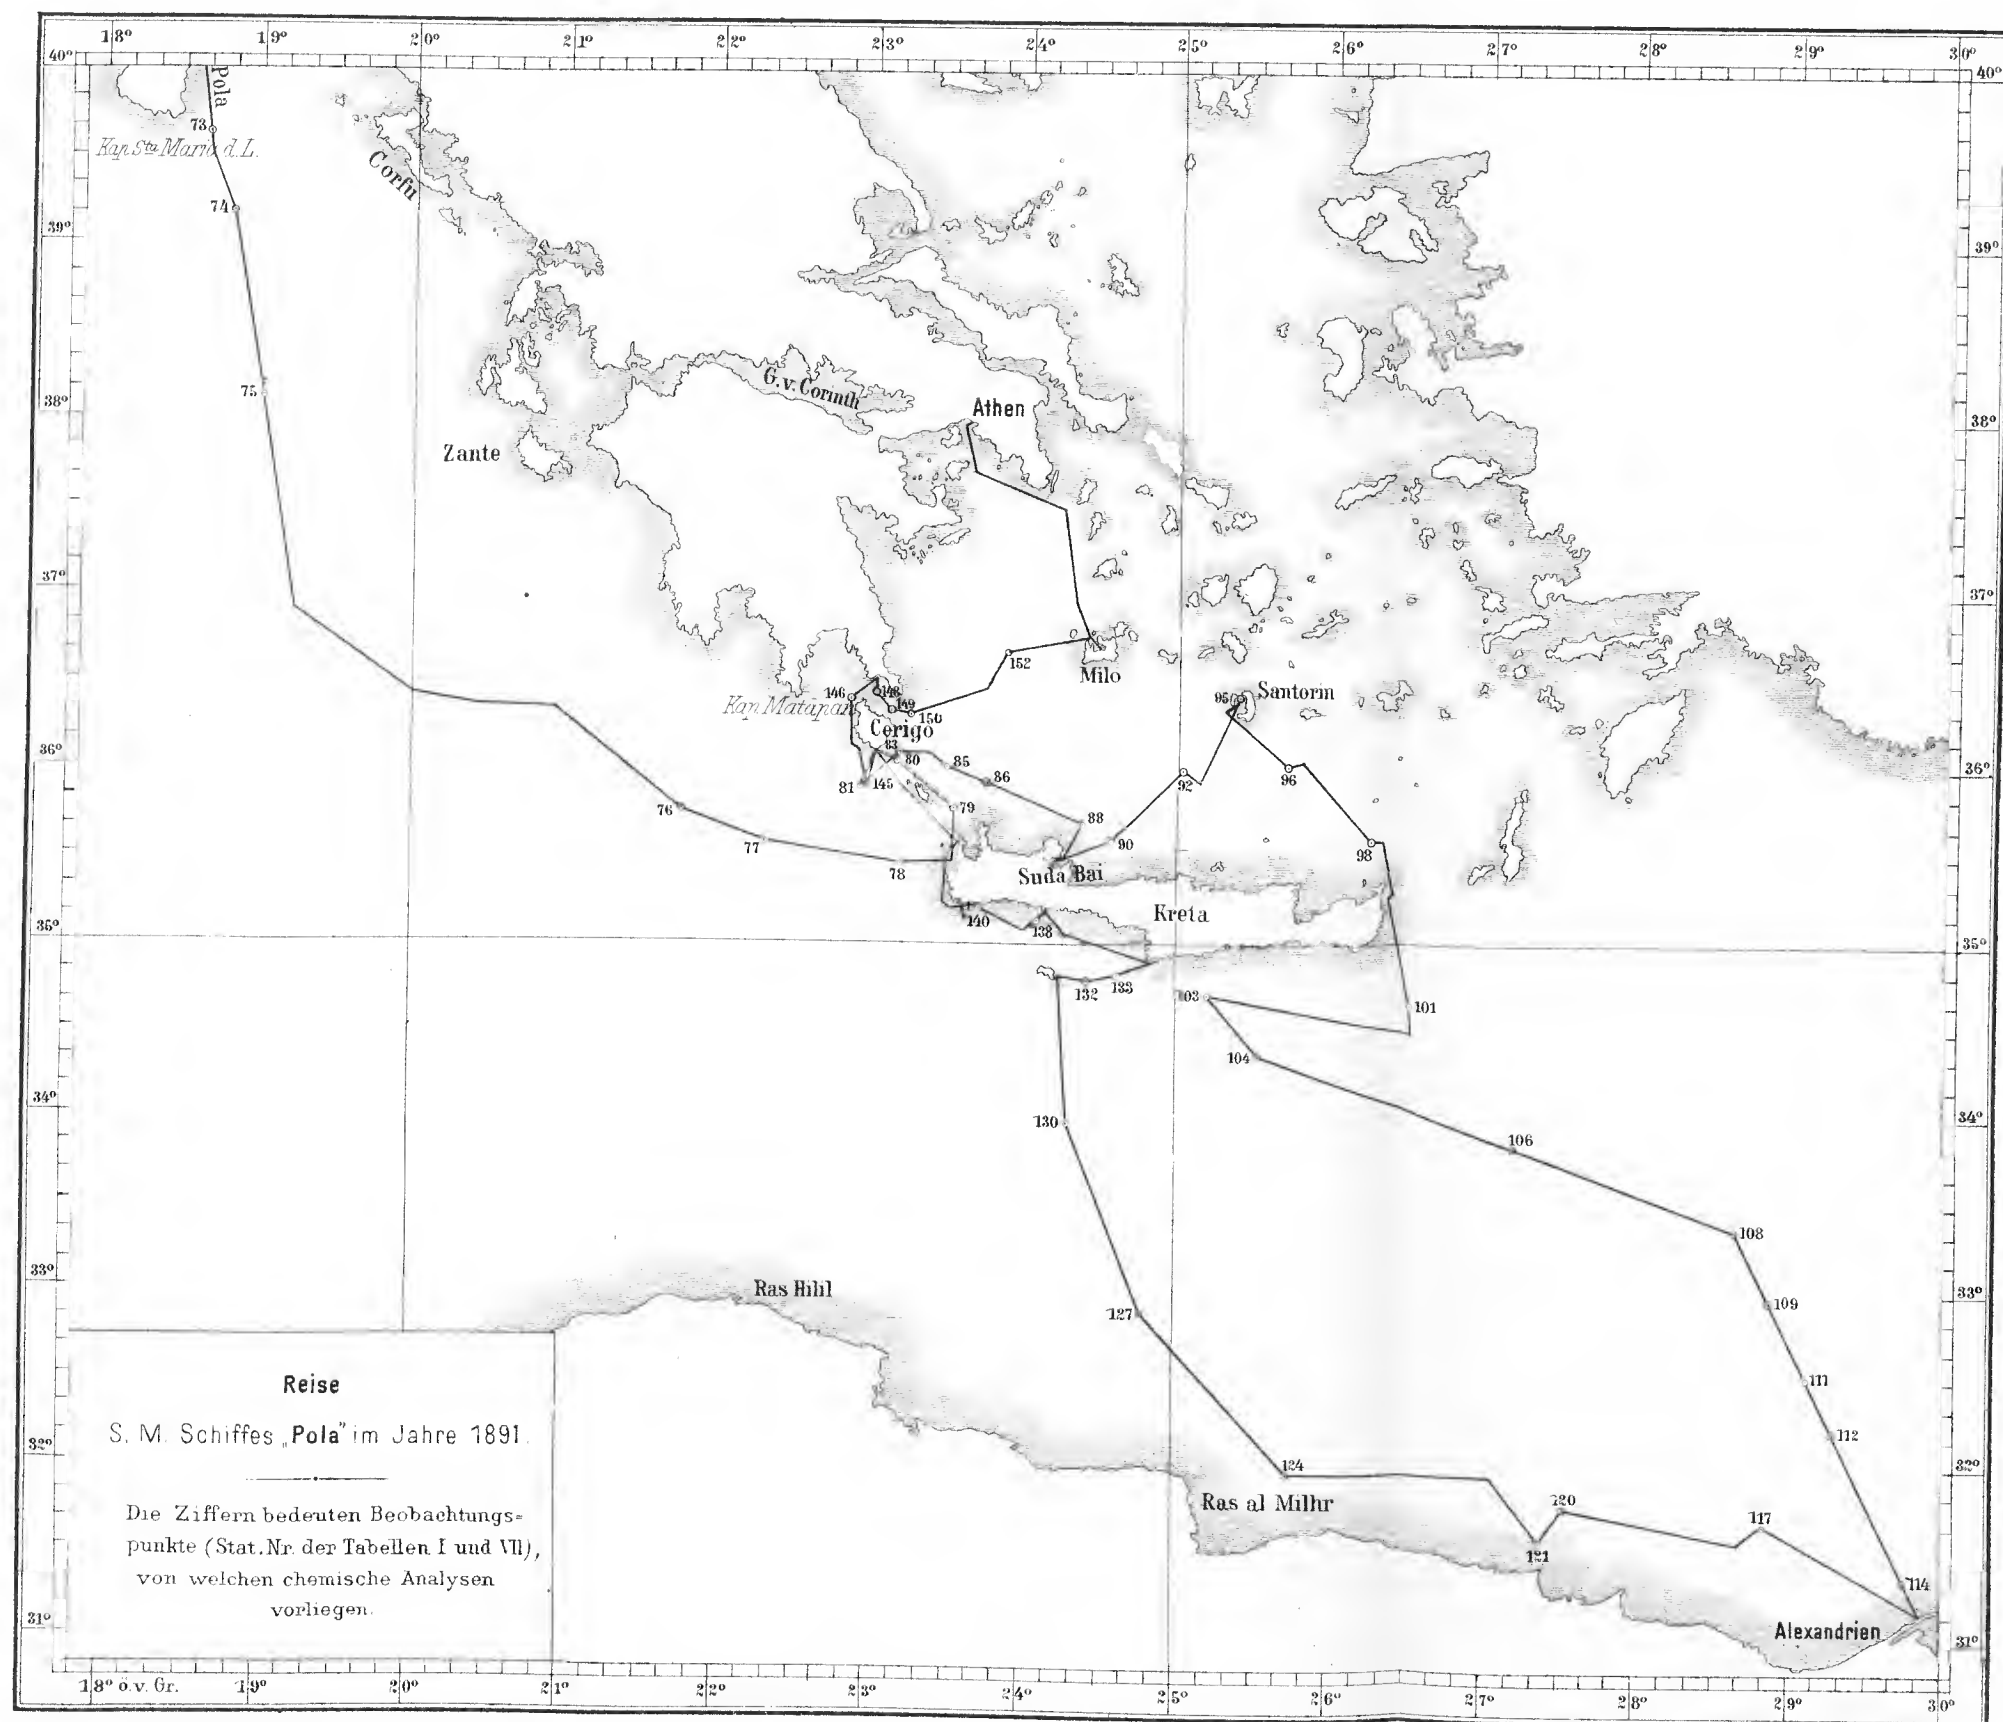 18° 19° 20° 21° 22° 23° 24° 25° 26° 27° 28° 29° 30°
40° 40°
Pola
73
Kap Sta Maria d. L.
Corfu
74
39° 39°
75
38° 38°
G. v. Corinth
Athen
Zante
37° 37°
152
Milo
146
148
149
150
Kap Matapan
Cerigo
95
Santorin
36° 36°
83
80
85
86
81
145
92
96
76
79
88
77
90
98
78
Suda Bai
140
138
Kreta
35° 35°
132
133
103
101
104
34° 34°
130
106
108
33° 33°
Ras Hilil
127
109
111
112
32° 32°
124
Ras al Milhr
120
117
121
114
Alexandrien
31° 31°
Reise
S. M. Schiffes „Pola" im Jahre 1891.
Die Ziffern bedeuten Beobachtungs=
punkte (Stat. Nr. der Tabellen I und VII),
von welchen chemische Analysen
vorliegen.
18° ö. v. Gr. 19° 20° 21° 22° 23° 24° 25° 26° 27° 28° 29° 30°